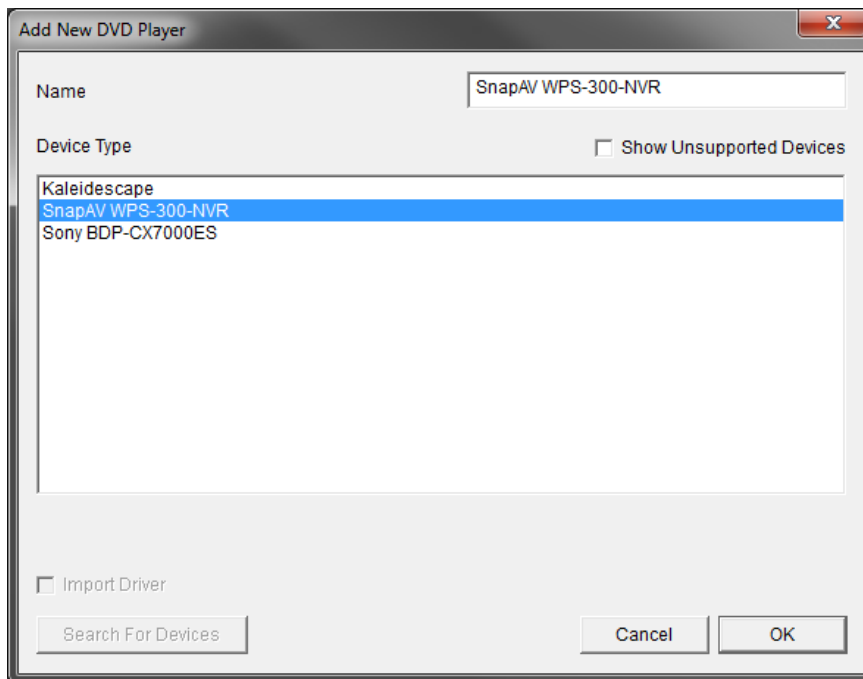 Add New DVD Player
Name
SnapAV WPS-300-NVR
Device Type
Show Unsupported Devices
Kaleidescape
SnapAV WPS-300-NVR
Sony BDP-CX7000ES
Import Driver
Search For Devices
Cancel
OK